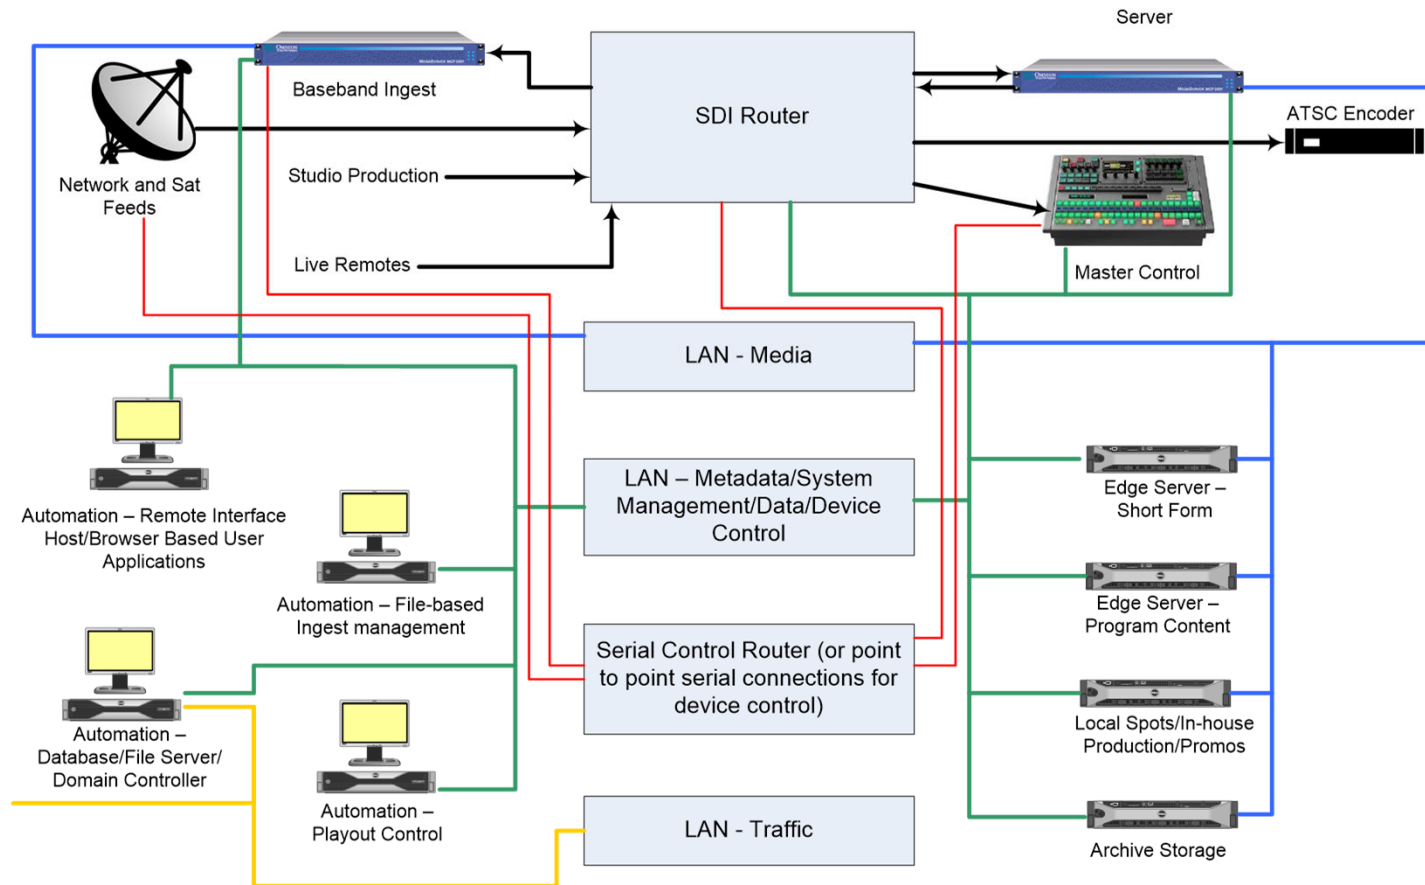 Server
OMNEON
Baseband Ingest
SDI Router
OMNEON
ATSC Encoder
Studio Production
Network and Sat
Feeds
Live Remotes
Master Control
LAN - Media
LAN – Metadata/System
Management/Data/Device
Control
Edge Server –
Short Form
Automation – Remote Interface
Host/Browser Based User
Applications
Automation – File-based
Ingest management
Edge Server –
Program Content
Serial Control Router (or point
to point serial connections for
device control)
Local Spots/In-house
Production/Promos
Automation –
Database/File Server/
Domain Controller
Automation –
Playout Control
LAN - Traffic
Archive Storage